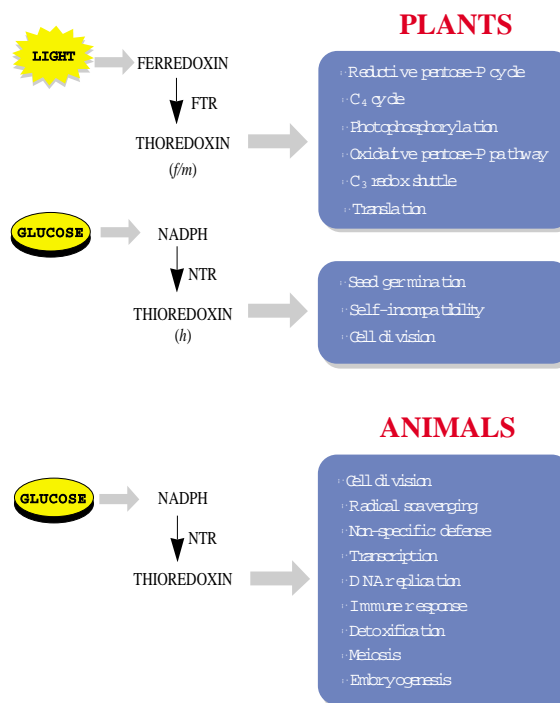 PLANTS
LIGHT
FERREDOXIN
FTR
THOREDOXIN
(f/m)
Reductive pentose-P cycle
C4 cycle
Photophosphorylation
Oxidative pentose-P pathway
C3 redox shuttle
Translation
GLUCOSE
NADPH
NTR
THIOREDOXIN
(h)
Seed germination
Self-incompatibility
Cell division
ANIMALS
GLUCOSE
NADPH
NTR
THIOREDOXIN
Cell division
Radical scavenging
Non-specific defense
Transcription
DNA replication
Immune response
Detoxification
Meiosis
Embryogenesis